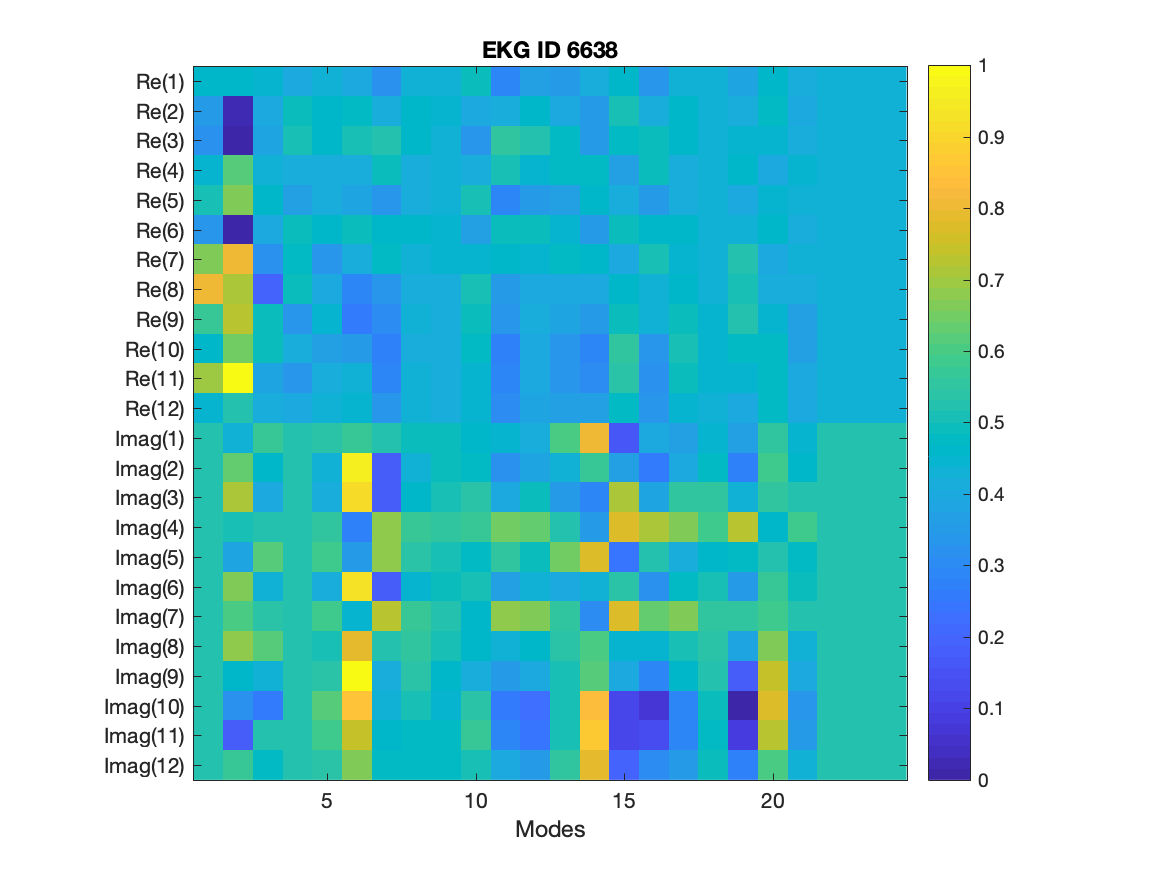 EKG ID 6638
Re(1)
Re(2)
Re(3)
Re(4)
Re(5)
Re(6)
Re(7)
Re(8)
Re(9)
Re(10)
Re(11)
Re(12)
Imag(1)
Imag(2)
Imag(3)
Imag(4)
Imag(5)
Imag(6)
Imag(7)
Imag(8)
Imag(9)
Imag(10)
Imag(11)
Imag(12)
5 10 15 20
Modes
1
0.9
0.8
0.7
0.6
0.5
0.4
0.3
0.2
0.1
0